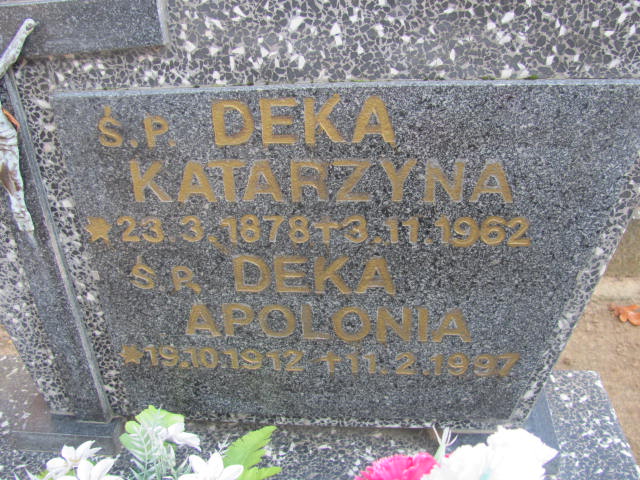 Ś.P. DEKA
KATARZYNA
★23.3.1878✝3.11.1962
Ś.P. DEKA
APOLONIA
★19.10.1912 ✝11.2.1997